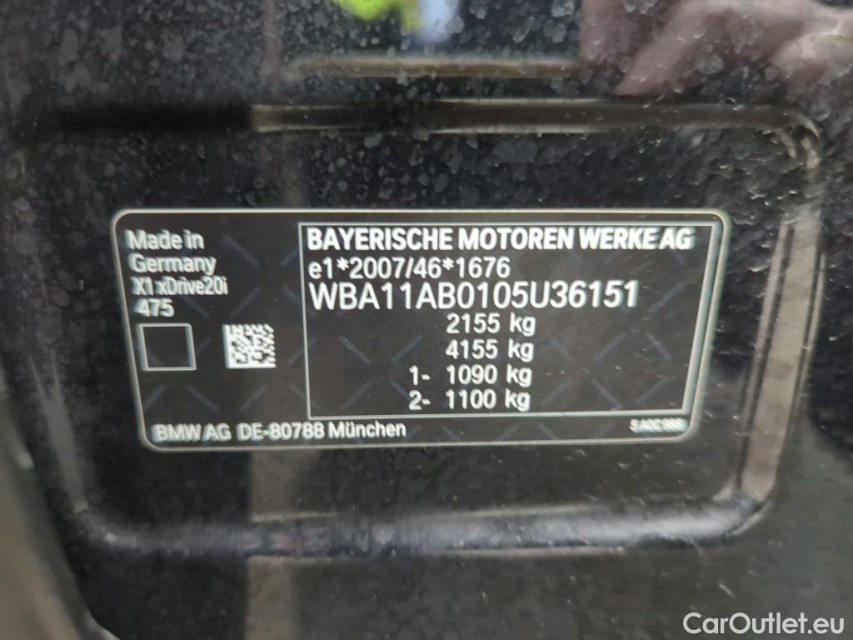 Made in
Germany
X1 xDrive20i
475
BAYERISCHE MOTOREN WERKE AG
e1*2007/46*1676
WBA11AB0105U36151
2155 kg
4155 kg
1- 1090 kg
2- 1100 kg
BMW AG DE-80788 München
CarOutlet.eu